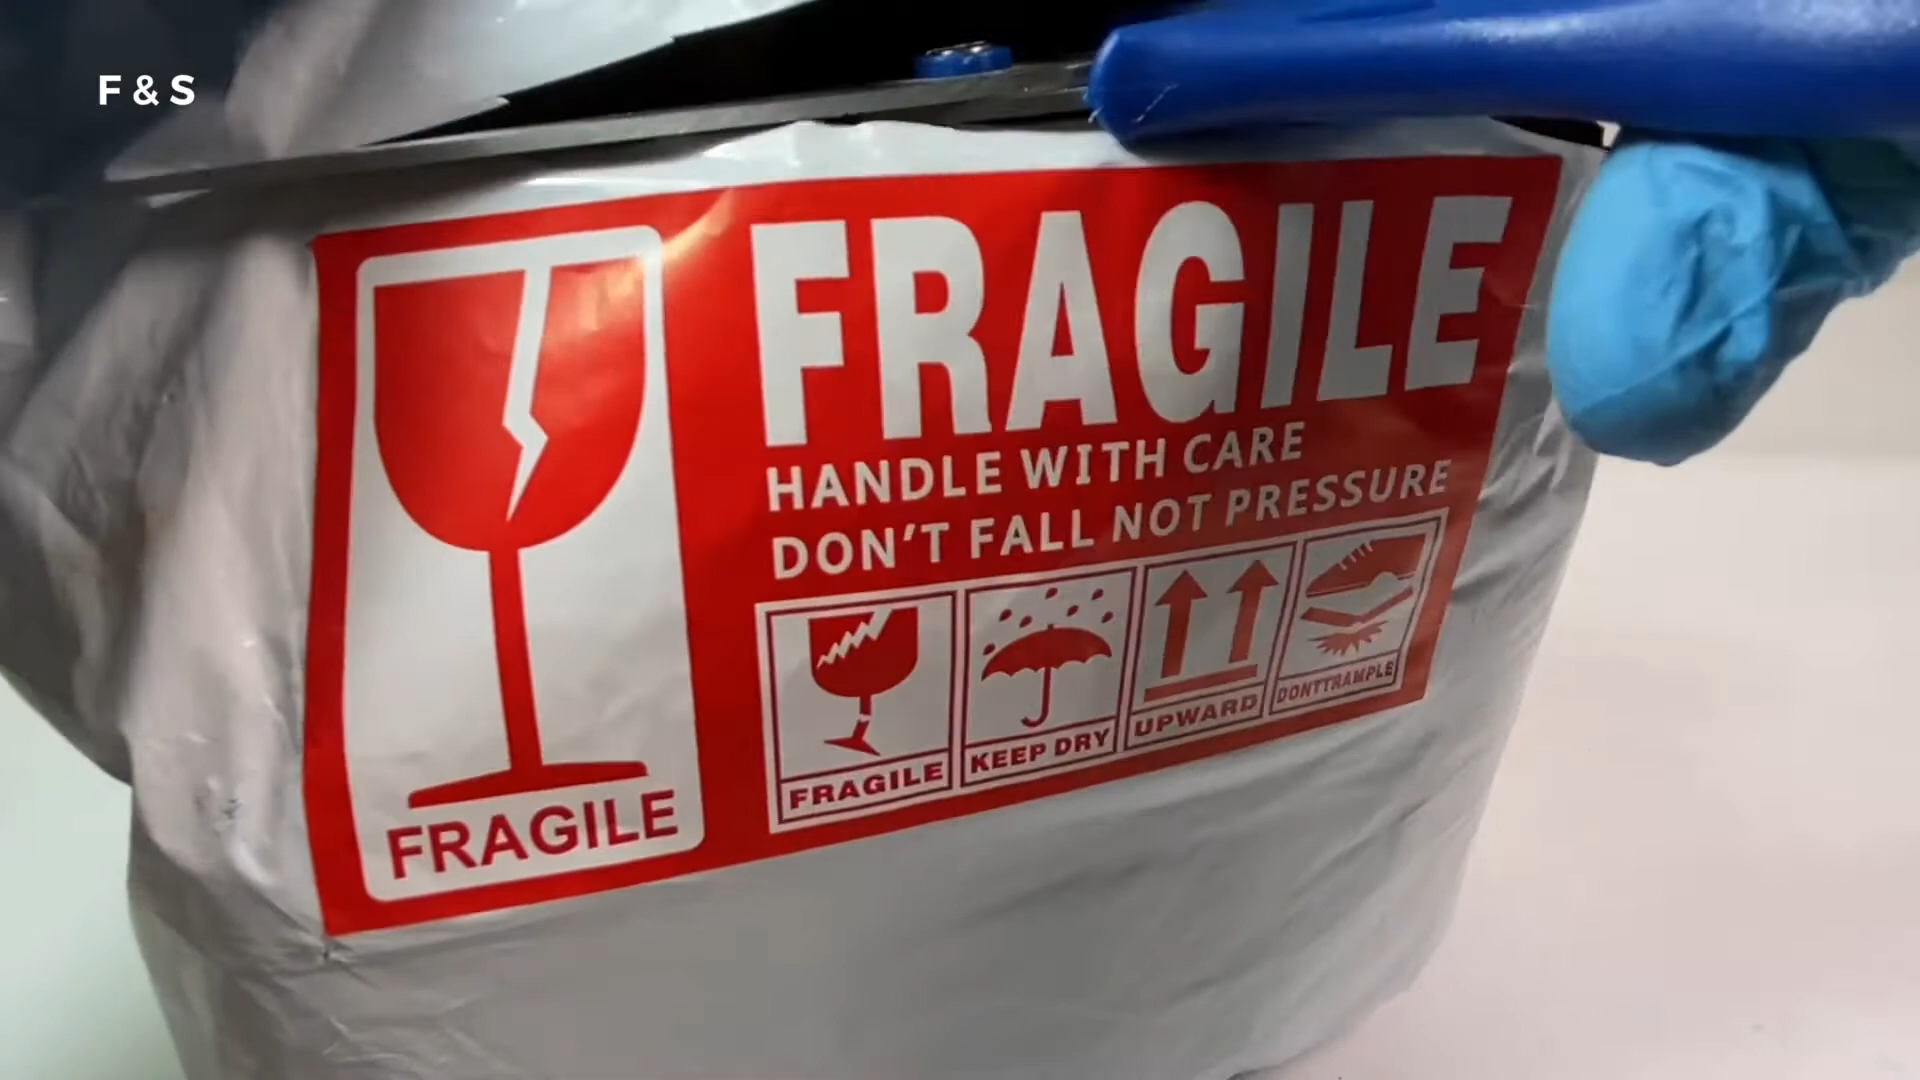 F & S
FRAGILE
HANDLE WITH CARE
DON'T FALL NOT PRESSURE
FRAGILE
FRAGILE
KEEP DRY
UPWARD
DONTTRAMPLE